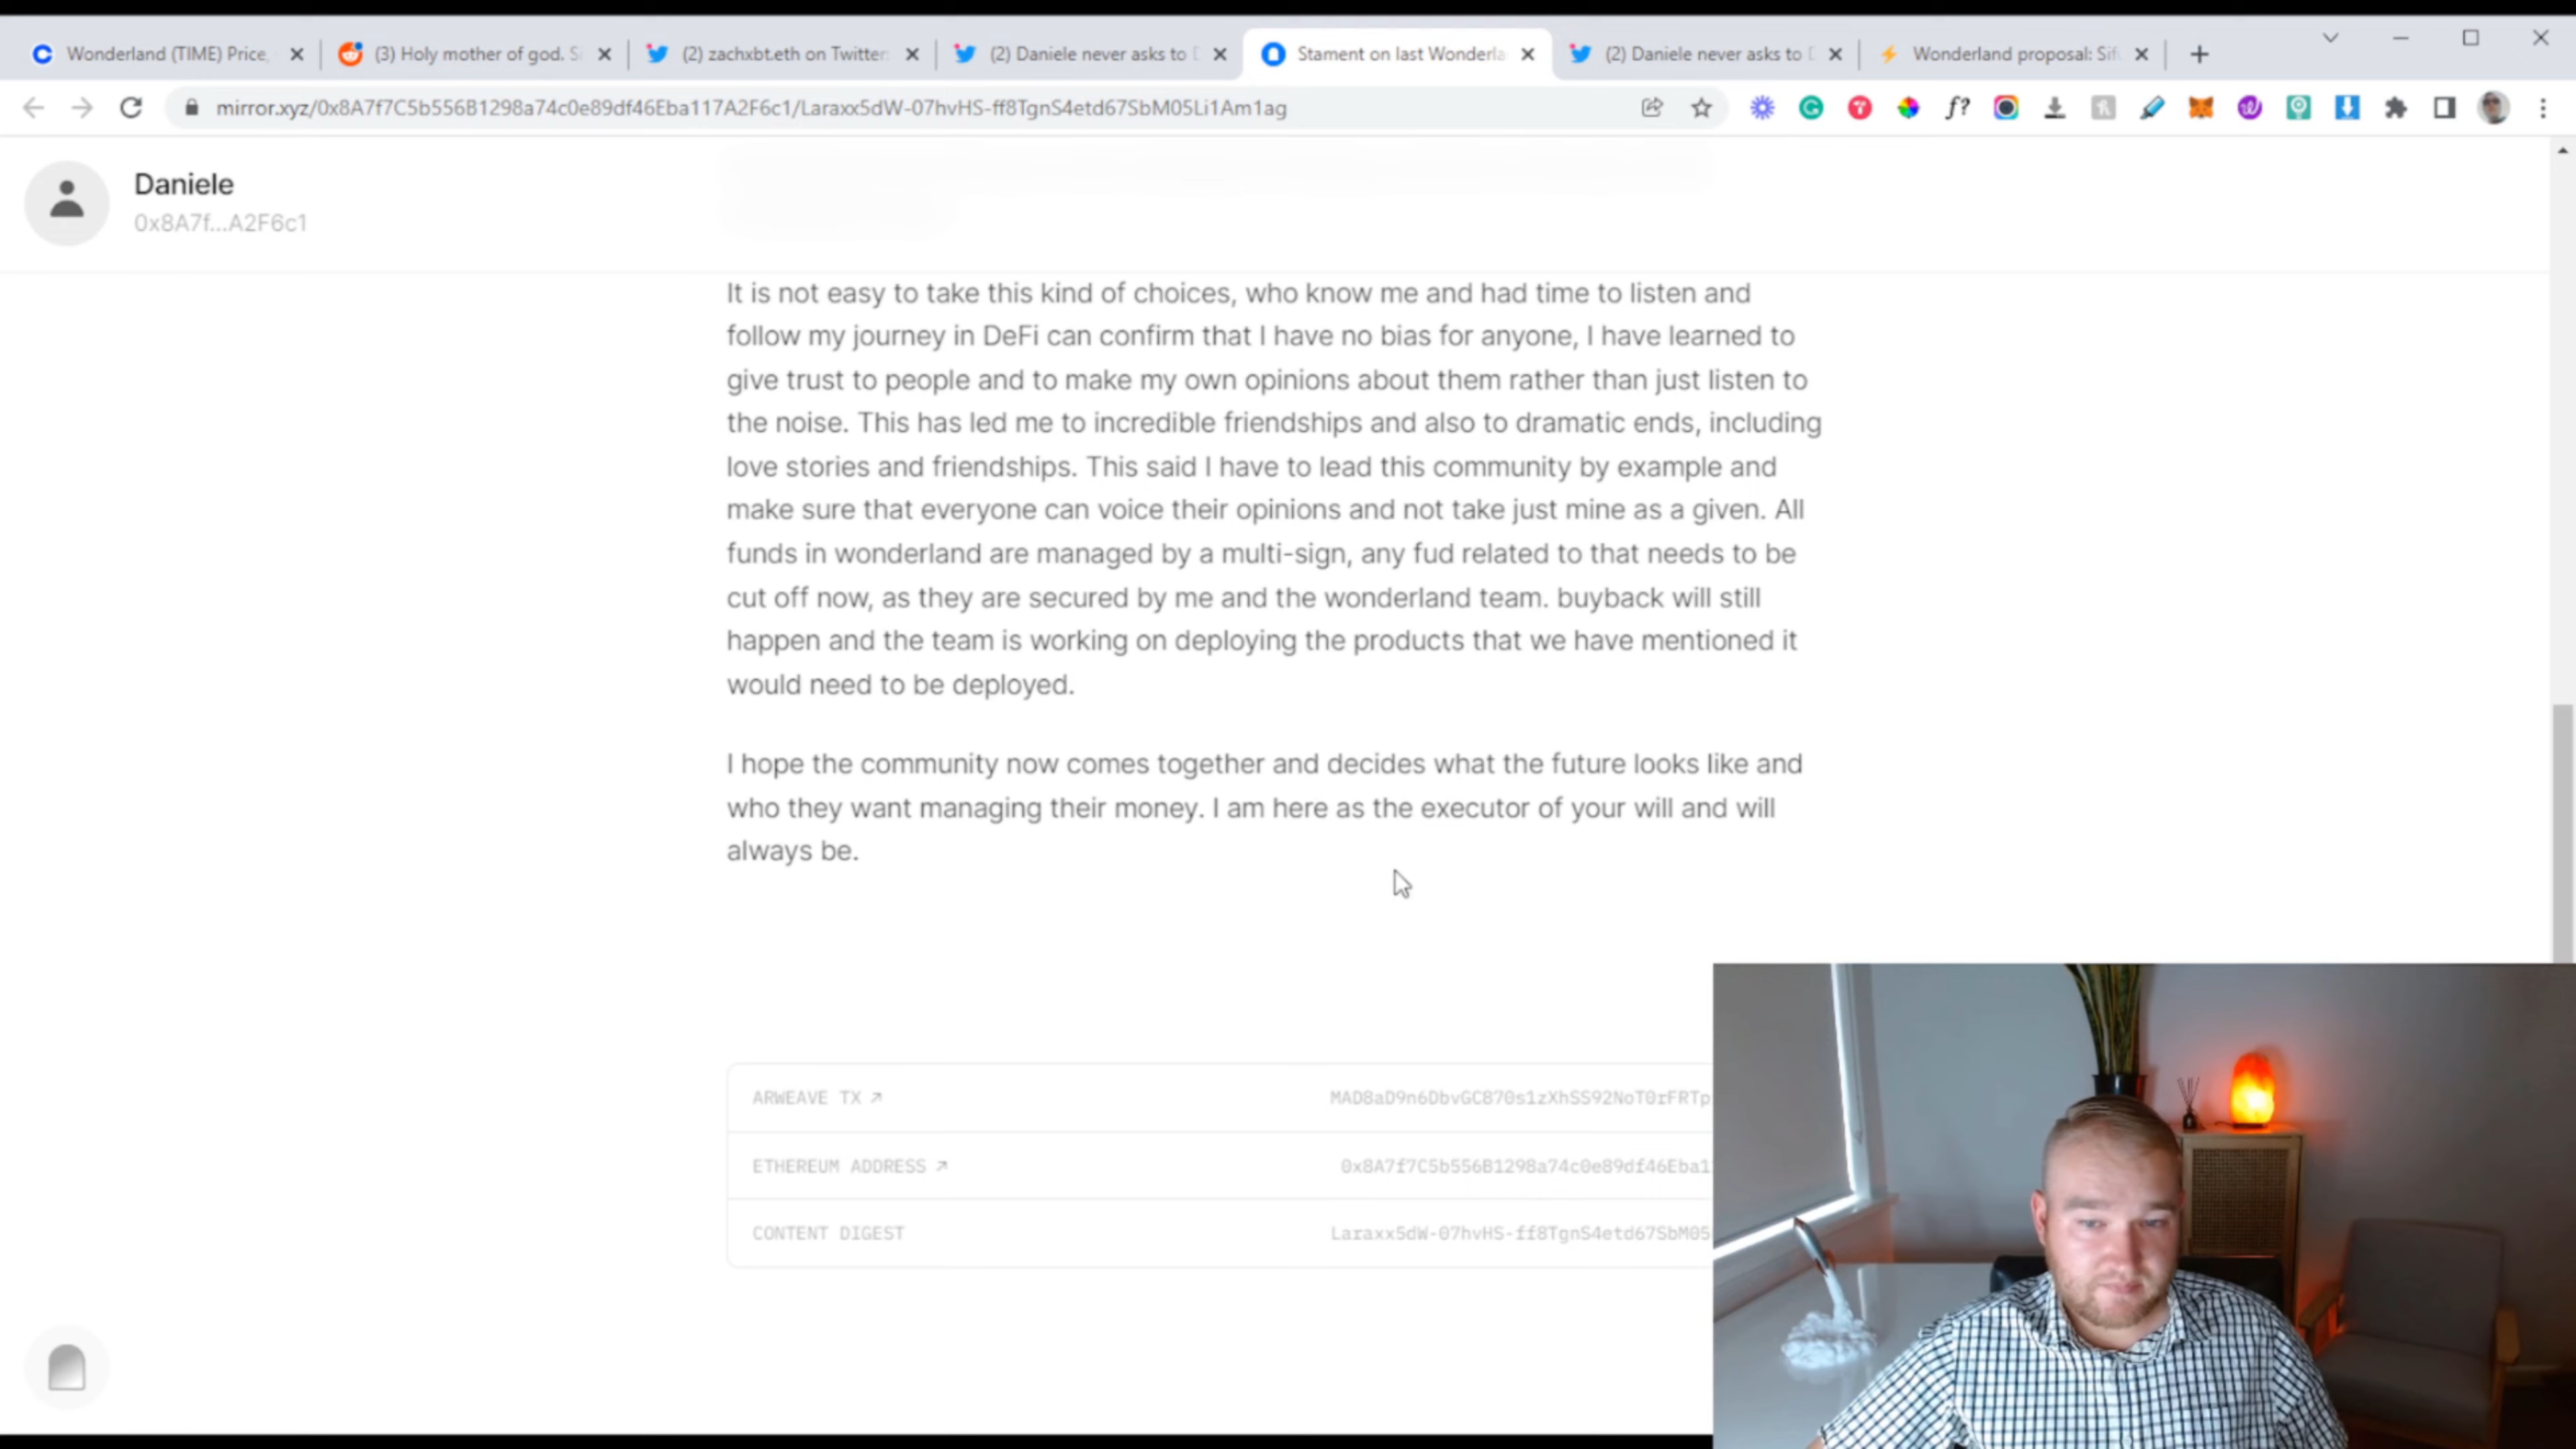 Wonderland (TIME) Price,
(3) Holy mother of god. Si
(2) zachxbt.eth on Twitter:
(2) Daniele never asks to D
Stament on last Wonderla
(2) Daniele never asks to D
Wonderland proposal: Sifu
mirror.xyz/0x8A7f7C5b556B1298a74c0e89df46Eba117A2F6c1/Laraxx5dW-07hvHS-ff8TgnS4etd67SbM05Li1Am1ag
f?
Daniele
0x8A7f...A2F6c1
It is not easy to take this kind of choices, who know me and had time to listen and
follow my journey in DeFi can confirm that I have no bias for anyone, I have learned to
give trust to people and to make my own opinions about them rather than just listen to
the noise. This has led me to incredible friendships and also to dramatic ends, including
love stories and friendships. This said I have to lead this community by example and
make sure that everyone can voice their opinions and not take just mine as a given. All
funds in wonderland are managed by a multi-sign, any fud related to that needs to be
cut off now, as they are secured by me and the wonderland team. buyback will still
happen and the team is working on deploying the products that we have mentioned it
would need to be deployed.
I hope the community now comes together and decides what the future looks like and
who they want managing their money. I am here as the executor of your will and will
always be.
ARWEAVE TX ↗ MAD8aD9n6DbvGC870s1zXhSS92NoT0rFRTp
ETHEREUM ADDRESS ↗ 0x8A7f7C5b556B1298a74c0e89df46Eba1
CONTENT DIGEST Laraxx5dW-07hvHS-ff8TgnS4etd67SbM05